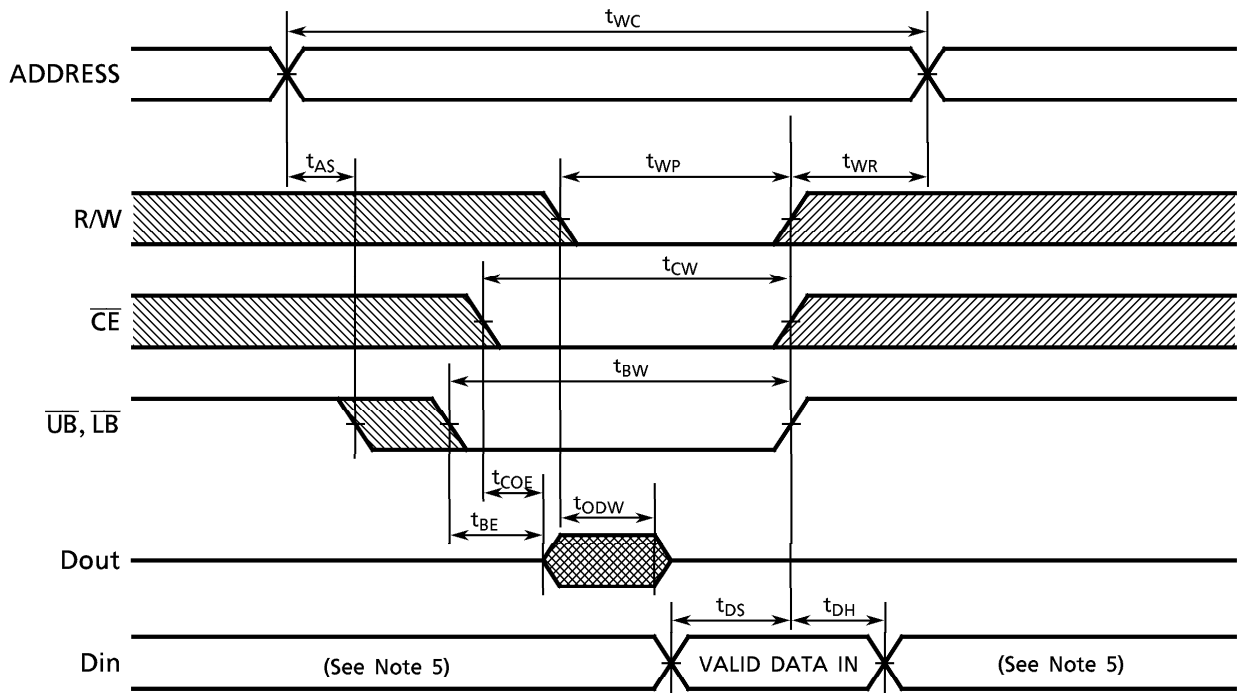 tWC
ADDRESS
tAS
tWP
tWR
R/W
tCW
CE
tBW
UB, LB
tCOE
tODW
tBE
Dout
tDS
tDH
Din
(See Note 5)
VALID DATA IN
(See Note 5)